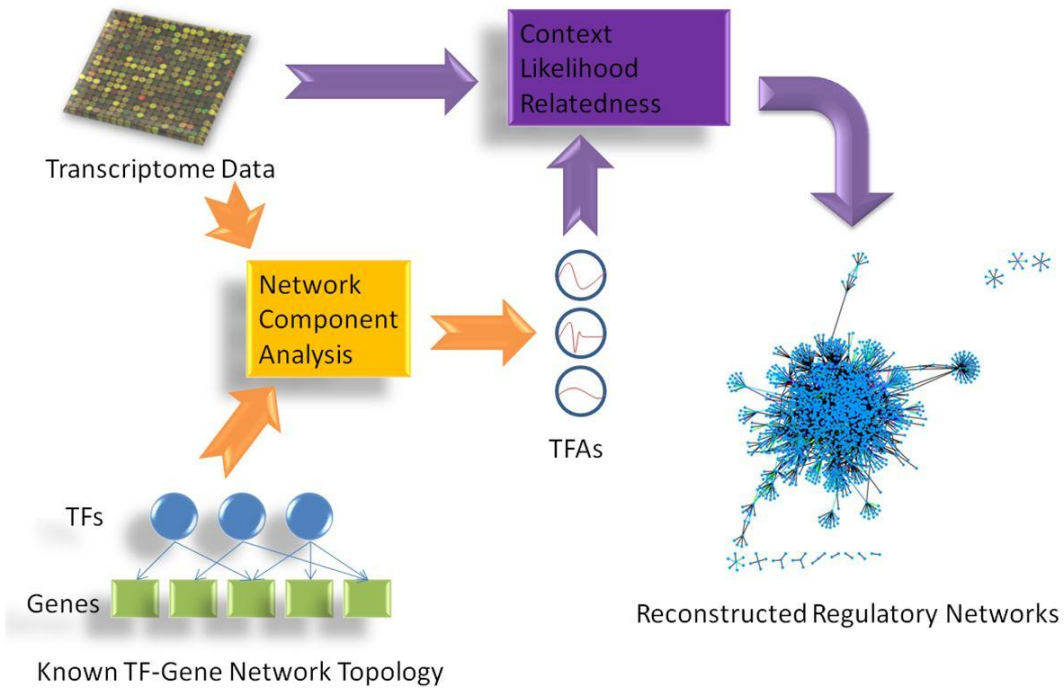 Context
Likelihood
Relatedness
Transcriptome Data
Network
Component
Analysis
TFAs
TFs
Genes
Reconstructed Regulatory Networks
Known TF-Gene Network Topology